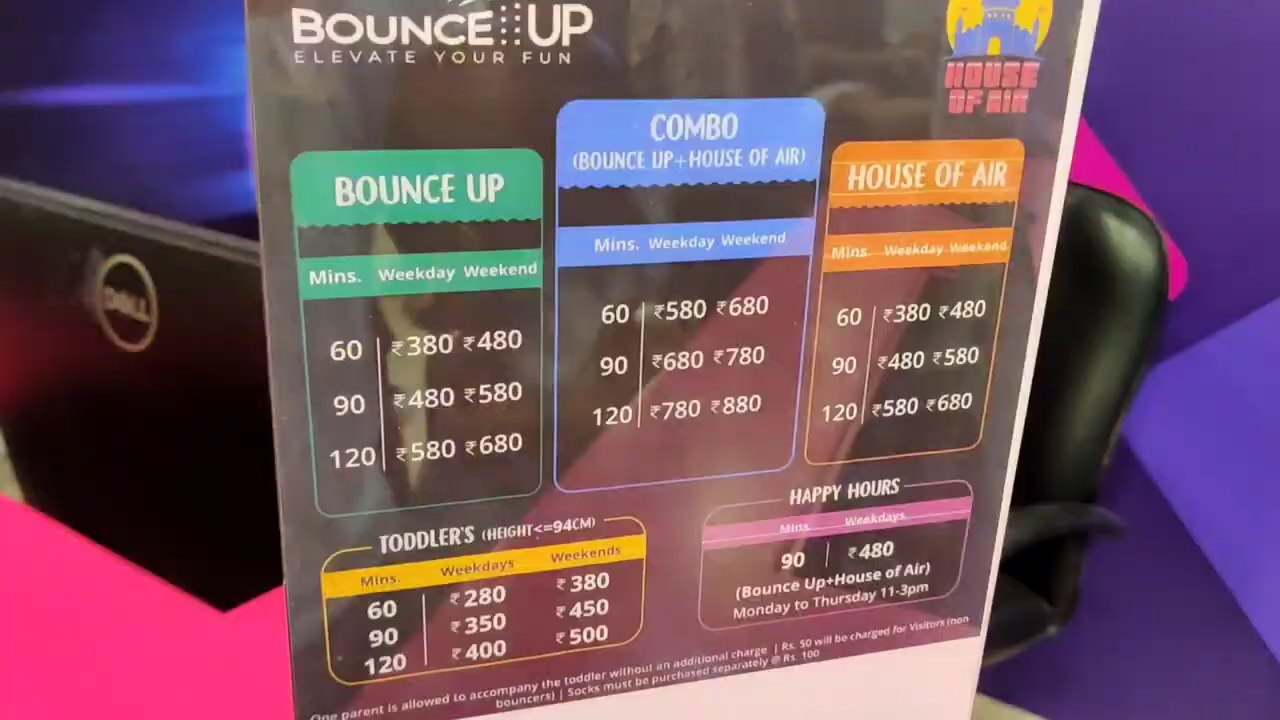 BOUNCE UP
ELEVATE YOUR FUN
HOUSE
OF AIR
DELL
BOUNCE UP
Mins. Weekday Weekend
60 ₹380 ₹480
90 ₹480 ₹580
120 ₹580 ₹680
COMBO
(BOUNCE UP+HOUSE OF AIR)
Mins. Weekday Weekend
60 ₹580 ₹680
90 ₹680 ₹780
120 ₹780 ₹880
HOUSE OF AIR
Mins. Weekday Weekend
60 ₹380 ₹480
90 ₹480 ₹580
120 ₹580 ₹680
TODDLER'S (HEIGHT<=94CM)
Mins. Weekdays Weekends
60 ₹280 ₹380
90 ₹350 ₹450
120 ₹400 ₹500
HAPPY HOURS
Mins. Weekdays
90 ₹480
(Bounce Up+House of Air)
Monday to Thursday 11-3pm
One parent is allowed to accompany the toddler without an additional charge | Rs. 50 will be charged for Visitors (non
bouncers) | Socks must be purchased separately @ Rs. 100